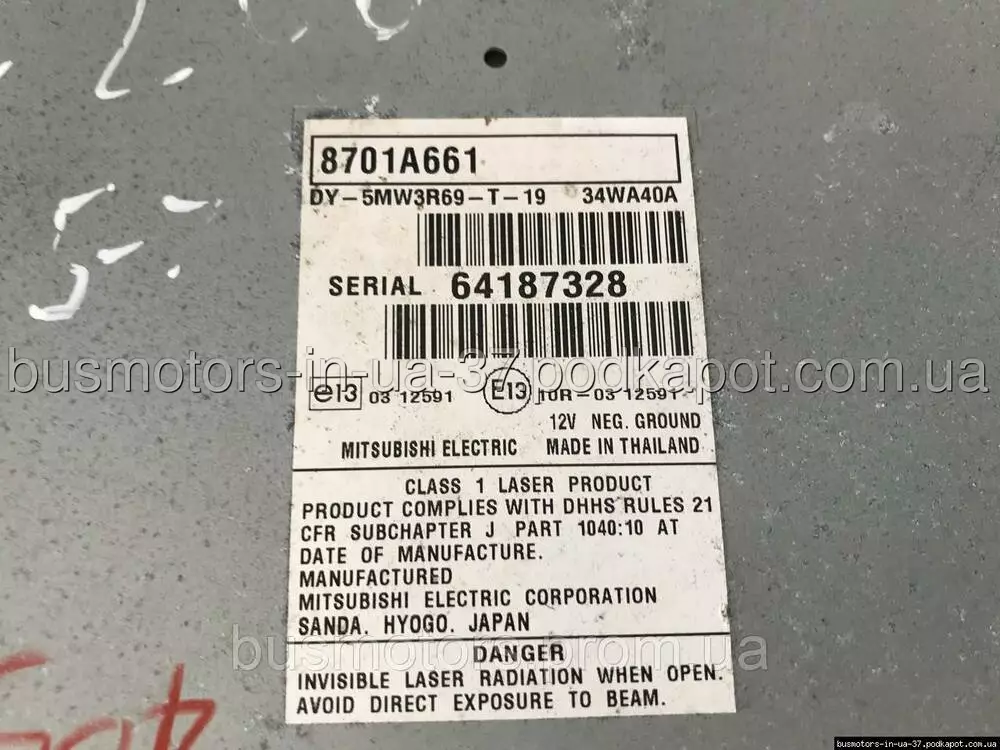 8701A661
DY-5MW3R69-T-19 34WA40A
SERIAL 64187328
busmotors-in-ua-37.podkapot.com.ua
e13 03 12591 E13 10R-03 12591
12V NEG. GROUND
MITSUBISHI ELECTRIC MADE IN THAILAND
CLASS 1 LASER PRODUCT
PRODUCT COMPLIES WITH DHHS RULES 21
CFR SUBCHAPTER J PART 1040:10 AT
DATE OF MANUFACTURE.
MANUFACTURED
MITSUBISHI ELECTRIC CORPORATION
SANDA. HYOGO. JAPAN
busmotors.prom.ua
DANGER
INVISIBLE LASER RADIATION WHEN OPEN.
AVOID DIRECT EXPOSURE TO BEAM.
busmotors-in-ua-37.podkapot.com.ua